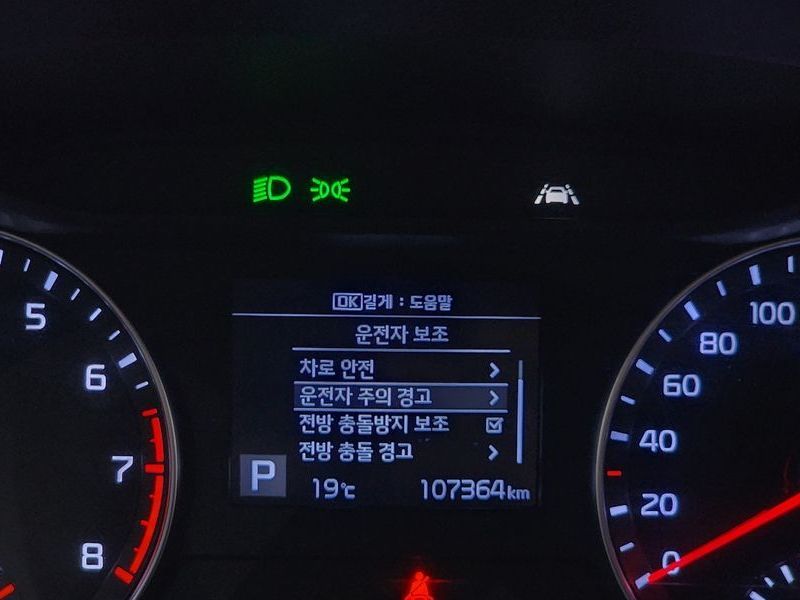 OK길게 : 도움말
운전자 보조
차로 안전
운전자 주의 경고
전방 충돌방지 보조
전방 충돌 경고
P
19℃ 107364km
5
6
7
8
100
80
60
40
20
0